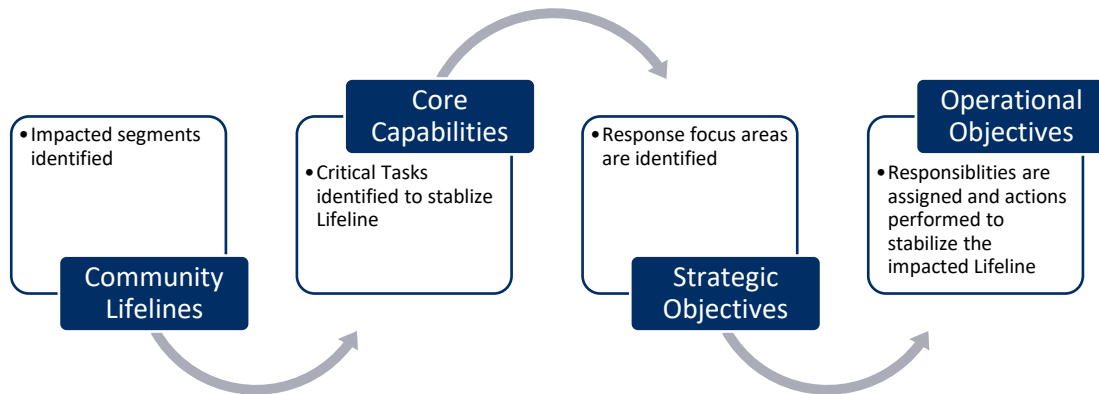 • Impacted segments
identified
Community
Lifelines
Core
Capabilities
• Critical Tasks
identified to stablize
Lifeline
• Response focus areas
are identified
Strategic
Objectives
Operational
Objectives
• Responsiblities are
assigned and actions
performed to
stabilize the
impacted Lifeline